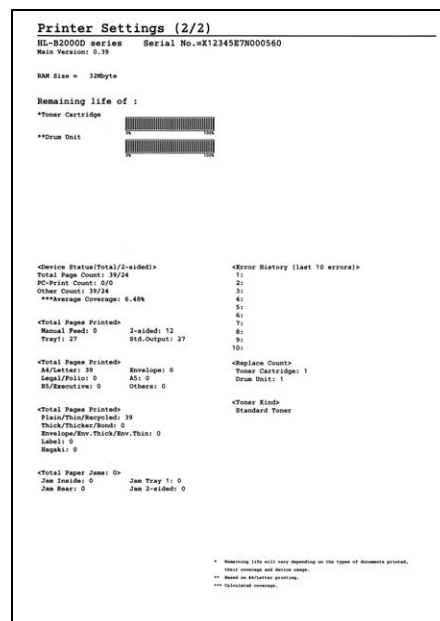 Printer Settings (2/2)
HL-B2000D series Serial No.=X12345E7N000560
Main Version: 0.39
RAM Size = 32Mbyte
Remaining life of :
*Toner Cartridge
0% 100%
**Drum Unit
0% 100%
<Device Status(Total/2-sided)>
Total Page Count: 39/24
PC-Print Count: 0/0
Other Count: 39/24
***Average Coverage: 6.48%
<Total Pages Printed>
Manual Feed: 0 2-sided: 12
Tray1: 27 Std.Output: 27
<Total Pages Printed>
A4/Letter: 39 Envelope: 0
Legal/Folio: 0 A5: 0
B5/Executive: 0 Others: 0
<Total Pages Printed>
Plain/Thin/Recycled: 39
Thick/Thicker/Bond: 0
Envelope/Env.Thick/Env.Thin: 0
Label: 0
Hagaki: 0
<Total Paper Jams: 0>
Jam Inside: 0 Jam Tray 1: 0
Jam Rear: 0 Jam 2-sided: 0
<Error History (last 10 errors)>
1:
2:
3:
4:
5:
6:
7:
8:
9:
10:
<Replace Count>
Toner Cartridge: 1
Drum Unit: 1
<Toner Kind>
Standard Toner
* Remaining life will vary depending on the types of documents printed,
their coverage and device usage.
** Based on A4/Letter printing.
*** Calculated coverage.